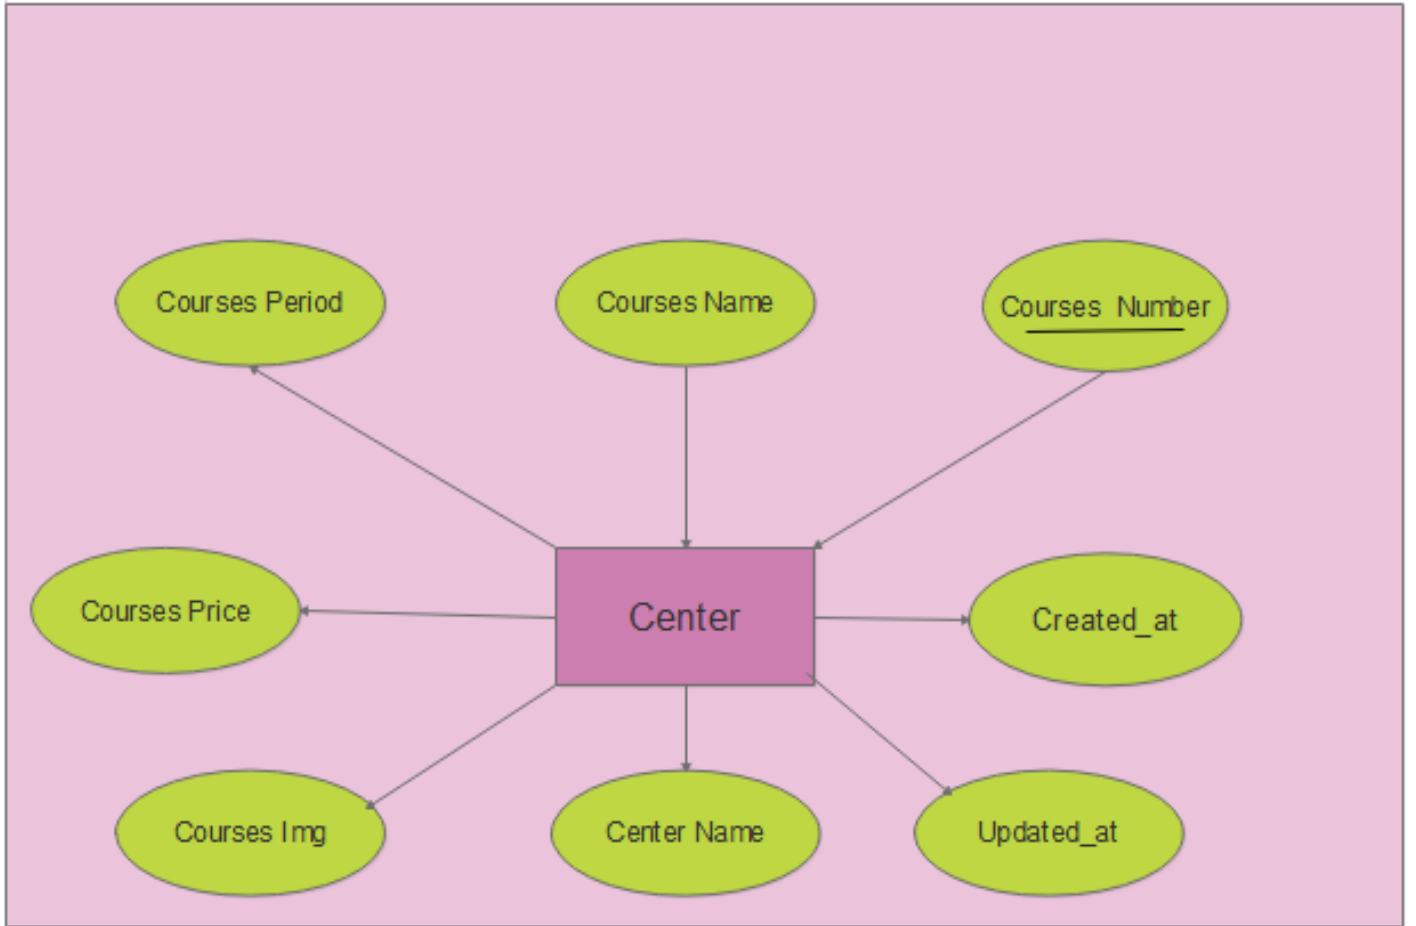 Courses Period
Courses Name
Courses Number
Courses Price
Center
Created_at
Courses Img
Center Name
Updated_at